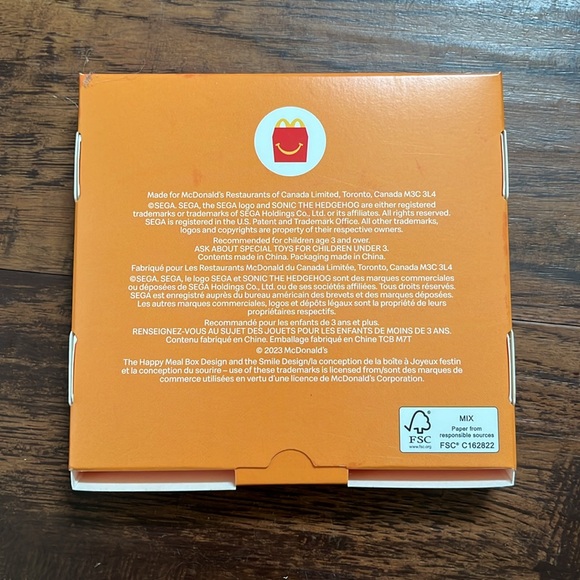 Made for McDonald's Restaurants of Canada Limited, Toronto, Canada M3C 3L4
©SEGA. SEGA, the SEGA logo and SONIC THE HEDGEHOG are either registered
trademarks or trademarks of SEGA Holdings Co., Ltd. or its affiliates. All rights reserved.
SEGA is registered in the U.S. Patent and Trademark Office. All other trademarks,
logos and copyrights are property of their respective owners.
Recommended for children age 3 and over.
ASK ABOUT SPECIAL TOYS FOR CHILDREN UNDER 3.
Contents made in China. Packaging made in China.
Fabriqué pour Les Restaurants McDonald du Canada Limitée, Toronto, Canada M3C 3L4
©SEGA. SEGA, le logo SEGA et SONIC THE HEDGEHOG sont des marques commerciales
ou déposées de SEGA Holdings Co., Ltd. ou de ses sociétés affiliées. Tous droits réservés.
SEGA est enregistré auprès du bureau américain des brevets et des marques déposées.
Les autres marques commerciales, logos et dépôts légaux sont la propriété de leurs
propriétaires respectifs.
Recommandé pour les enfants de 3 ans et plus.
RENSEIGNEZ-VOUS AU SUJET DES JOUETS POUR LES ENFANTS DE MOINS DE 3 ANS.
Contenu fabriqué en Chine. Emballage fabriqué en Chine TCB M7T
© 2023 McDonald's
The Happy Meal Box Design and the Smile Design/la conception de la boîte à Joyeux festin
et la conception du sourire – use of these trademarks is licensed from/sont des marques de
commerce utilisées en vertu d'une licence de McDonald's Corporation.
FSC
www.fsc.org
MIX
Paper from
responsible sources
FSC® C162822